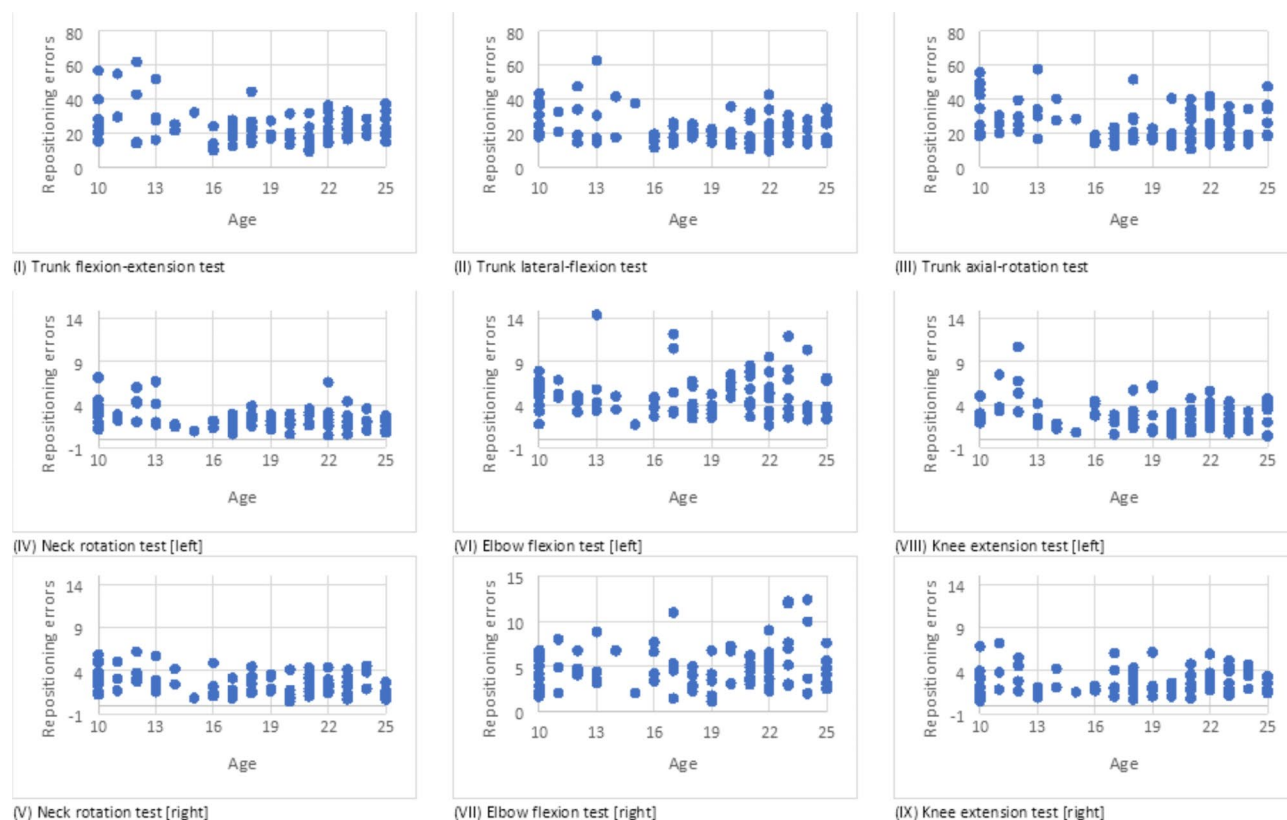 80
60
40
20
0
Repositioning errors
10 13 16 19 22 25
Age
(I) Trunk flexion-extension test
80
60
40
20
0
Repositioning errors
10 13 16 19 22 25
Age
(II) Trunk lateral-flexion test
80
60
40
20
0
Repositioning errors
10 13 16 19 22 25
Age
(III) Trunk axial-rotation test
14
9
4
-1
Repositioning errors
10 13 16 19 22 25
Age
(IV) Neck rotation test [left]
14
9
4
-1
Repositioning errors
10 13 16 19 22 25
Age
(VI) Elbow flexion test [left]
14
9
4
-1
Repositioning errors
10 13 16 19 22 25
Age
(VIII) Knee extension test [left]
14
9
4
-1
Repositioning errors
10 13 16 19 22 25
Age
(V) Neck rotation test [right]
15
10
5
0
Repositioning errors
10 13 16 19 22 25
Age
(VII) Elbow flexion test [right]
14
9
4
-1
Repositioning errors
10 13 16 19 22 25
Age
(IX) Knee extension test [right]